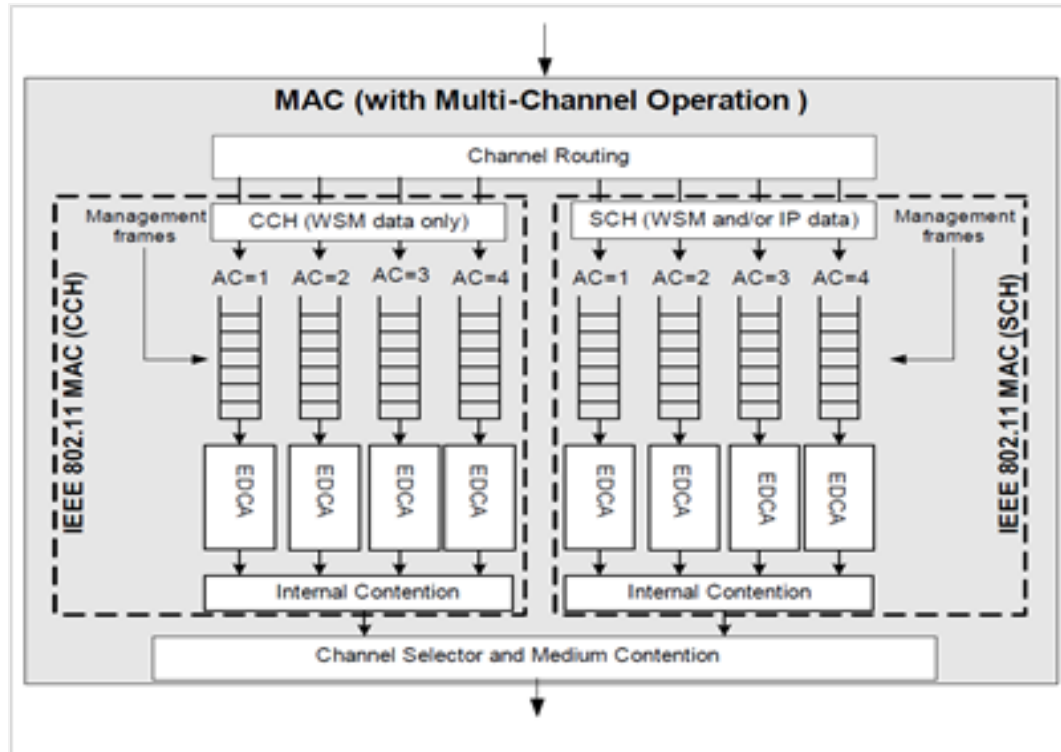 MAC (with Multi-Channel Operation )
Channel Routing
Management
frames
CCH (WSM data only)
SCH (WSM and/or IP data)
Management
frames
AC=1 AC=2 AC=3 AC=4
AC=1 AC=2 AC=3 AC=4
IEEE 802.11 MAC (CCH)
IEEE 802.11 MAC (SCH)
EDCA EDCA EDCA EDCA
EDCA EDCA EDCA EDCA
Internal Contention
Internal Contention
Channel Selector and Medium Contention